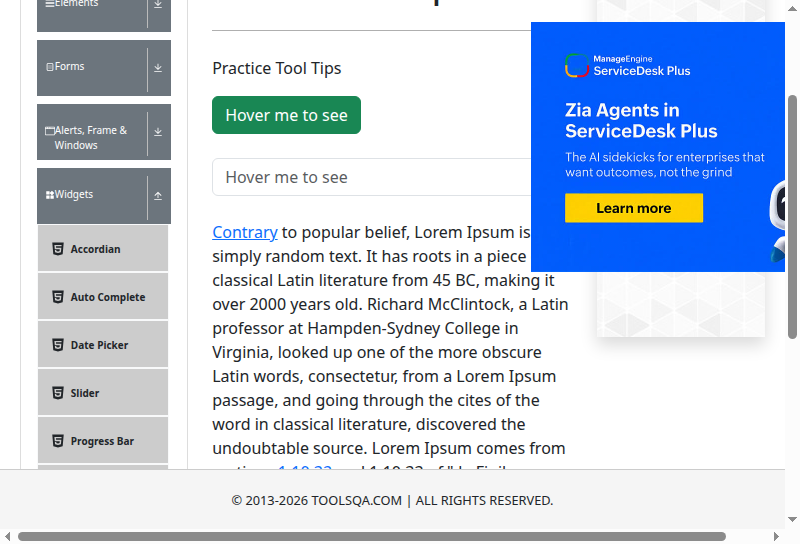 Elements
Forms
Alerts, Frame &
Windows
Widgets
Accordian
Auto Complete
Date Picker
Slider
Progress Bar
Practice Tool Tips
Hover me to see
Hover me to see
Contrary to popular belief, Lorem Ipsum is
simply random text. It has roots in a piece
classical Latin literature from 45 BC, making it
over 2000 years old. Richard McClintock, a Latin
professor at Hampden-Sydney College in
Virginia, looked up one of the more obscure
Latin words, consectetur, from a Lorem Ipsum
passage, and going through the cites of the
word in classical literature, discovered the
undoubtable source. Lorem Ipsum comes from
ManageEngine
ServiceDesk Plus
Zia Agents in
ServiceDesk Plus
The AI sidekicks for enterprises that
want outcomes, not the grind
Learn more
© 2013-2026 TOOLSQA.COM | ALL RIGHTS RESERVED.